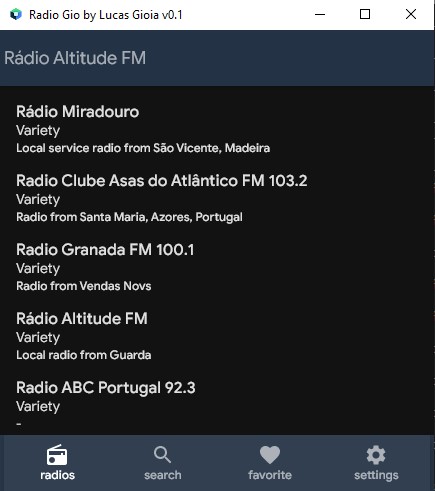 Radio Gio by Lucas Gioia v0.1
Rádio Altitude FM
Rádio Miradouro
Variety
Local service radio from São Vicente, Madeira
Radio Clube Asas do Atlântico FM 103.2
Variety
Radio from Santa Maria, Azores, Portugal
Radio Granada FM 100.1
Variety
Radio from Vendas Novs
Rádio Altitude FM
Variety
Local radio from Guarda
Radio ABC Portugal 92.3
Variety
-
radios search favorite settings